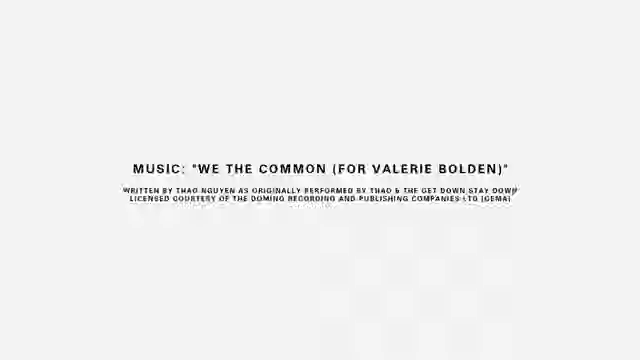 MUSIC: "WE THE COMMON (FOR VALERIE BOLDEN)"
WRITTEN BY THAO NGUYEN AS ORIGINALLY PERFORMED BY THAO & THE GET DOWN STAY DOWN
LICENSED COURTESY OF THE DOMINO RECORDING AND PUBLISHING COMPANIES LTD (GEMA)